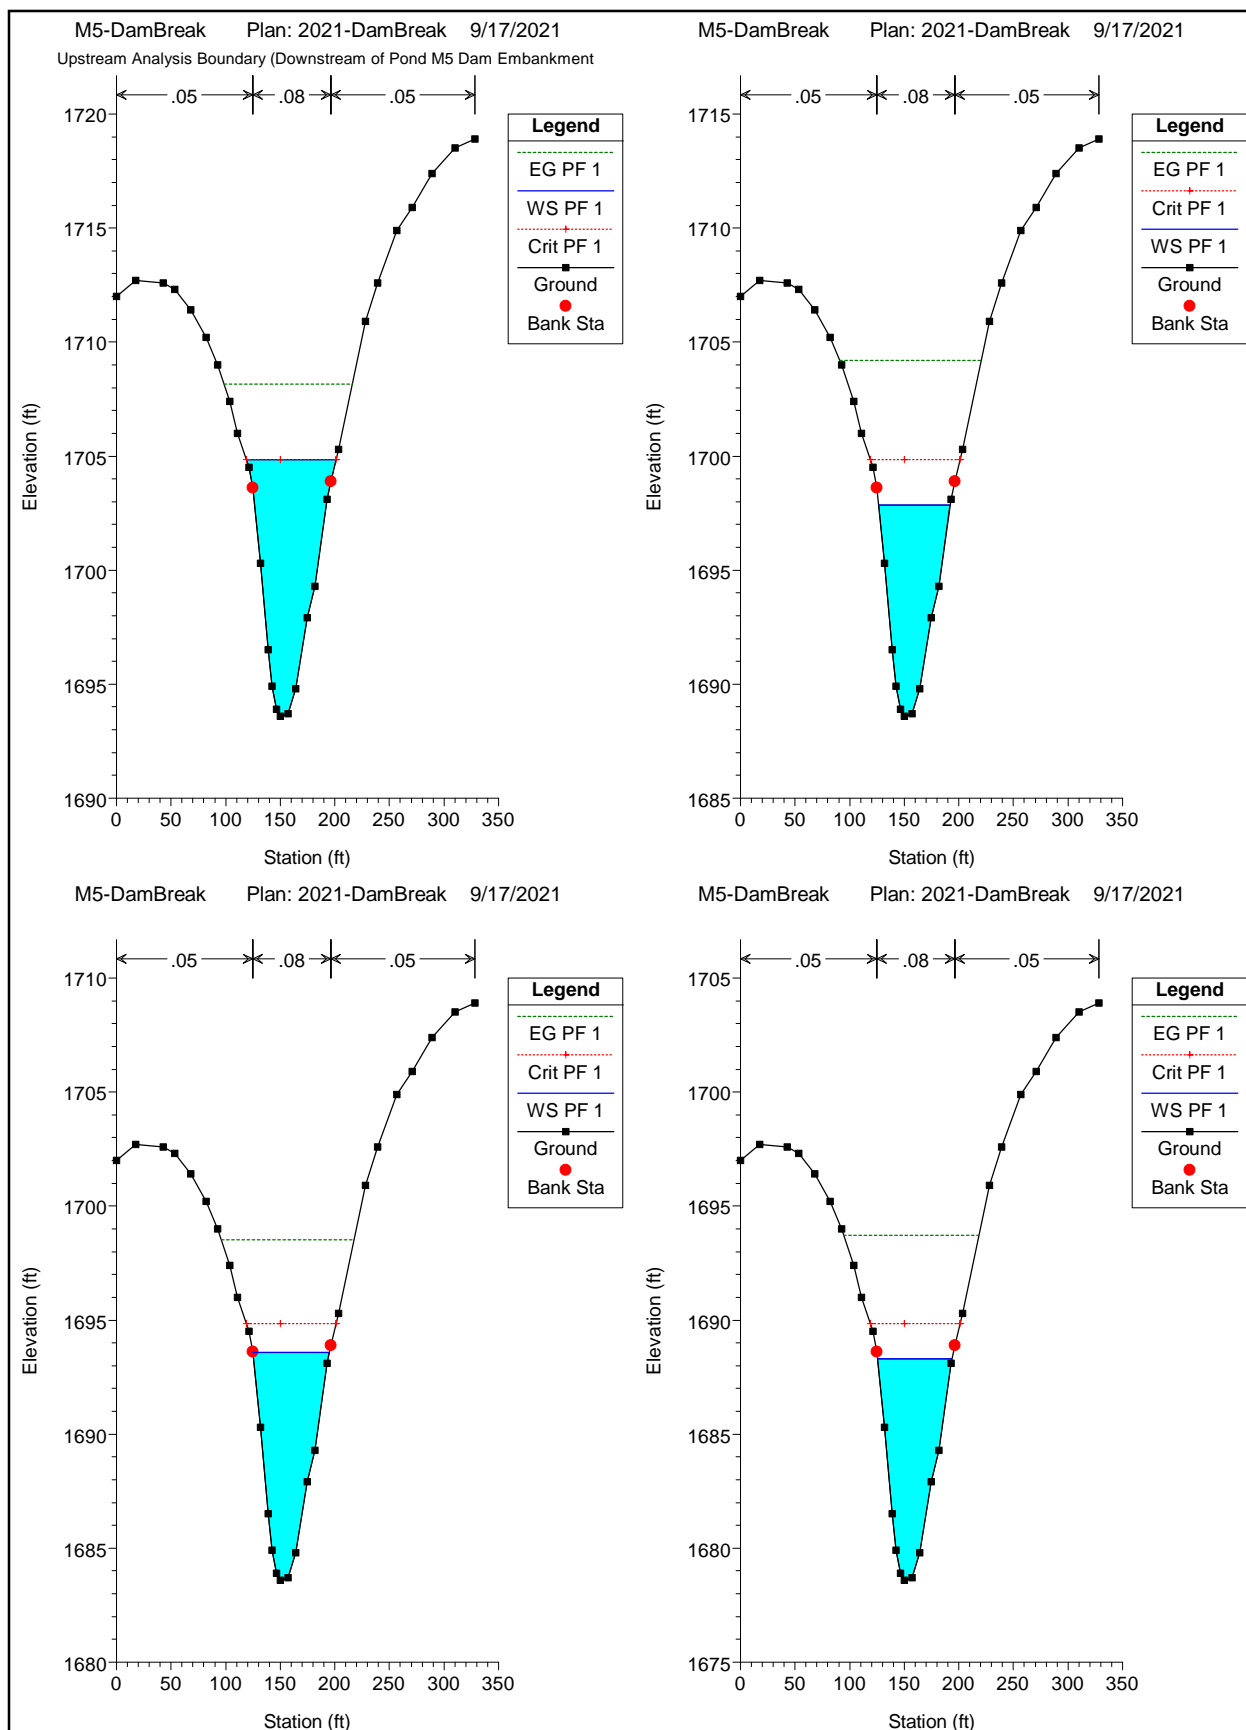 M5-DamBreak Plan: 2021-DamBreak 9/17/2021
Upstream Analysis Boundary (Downstream of Pond M5 Dam Embankment
.05 .08 .05
1720
1715
1710
1705
1700
1695
1690
Elevation (ft)
0 50 100 150 200 250 300 350
Station (ft)
Legend
EG PF 1
WS PF 1
Crit PF 1
Ground
Bank Sta
M5-DamBreak Plan: 2021-DamBreak 9/17/2021
.05 .08 .05
1715
1710
1705
1700
1695
1690
1685
Elevation (ft)
0 50 100 150 200 250 300 350
Station (ft)
Legend
EG PF 1
Crit PF 1
WS PF 1
Ground
Bank Sta
M5-DamBreak Plan: 2021-DamBreak 9/17/2021
.05 .08 .05
1710
1705
1700
1695
1690
1685
1680
Elevation (ft)
0 50 100 150 200 250 300 350
Station (ft)
Legend
EG PF 1
Crit PF 1
WS PF 1
Ground
Bank Sta
M5-DamBreak Plan: 2021-DamBreak 9/17/2021
.05 .08 .05
1705
1700
1695
1690
1685
1680
1675
Elevation (ft)
0 50 100 150 200 250 300 350
Station (ft)
Legend
EG PF 1
Crit PF 1
WS PF 1
Ground
Bank Sta